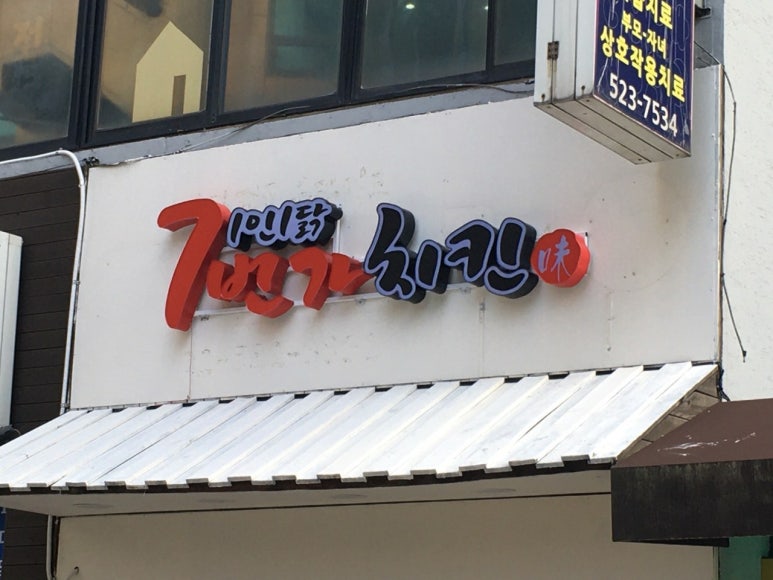 부모-자녀
상호작용치료
523-7534
1인1닭
7번가 치킨 味